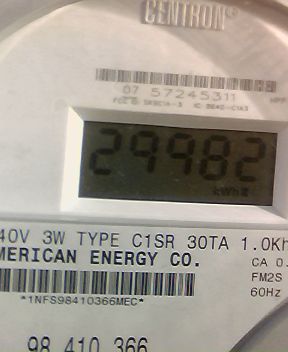 CENTRON®
07 57245311
29982
kWh
40V 3W TYPE C1SR 30TA 1.0Kh
MERICAN ENERGY CO.
CA 0.
FM2S
60Hz
*1NFS98410366MEC*
98 410 366